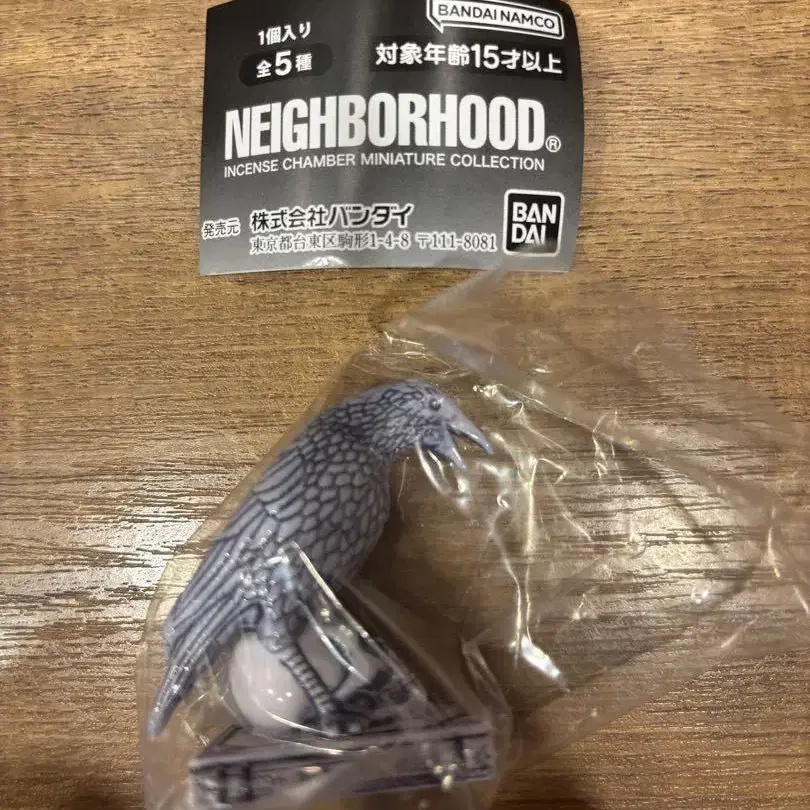 BANDAI NAMCO
1個入り
全5種
対象年齢15才以上
NEIGHBORHOOD®
INCENSE CHAMBER MINIATURE COLLECTION
発売元 株式会社バンダイ
東京都台東区駒形1-4-8 〒111-8081
BAN
DAI